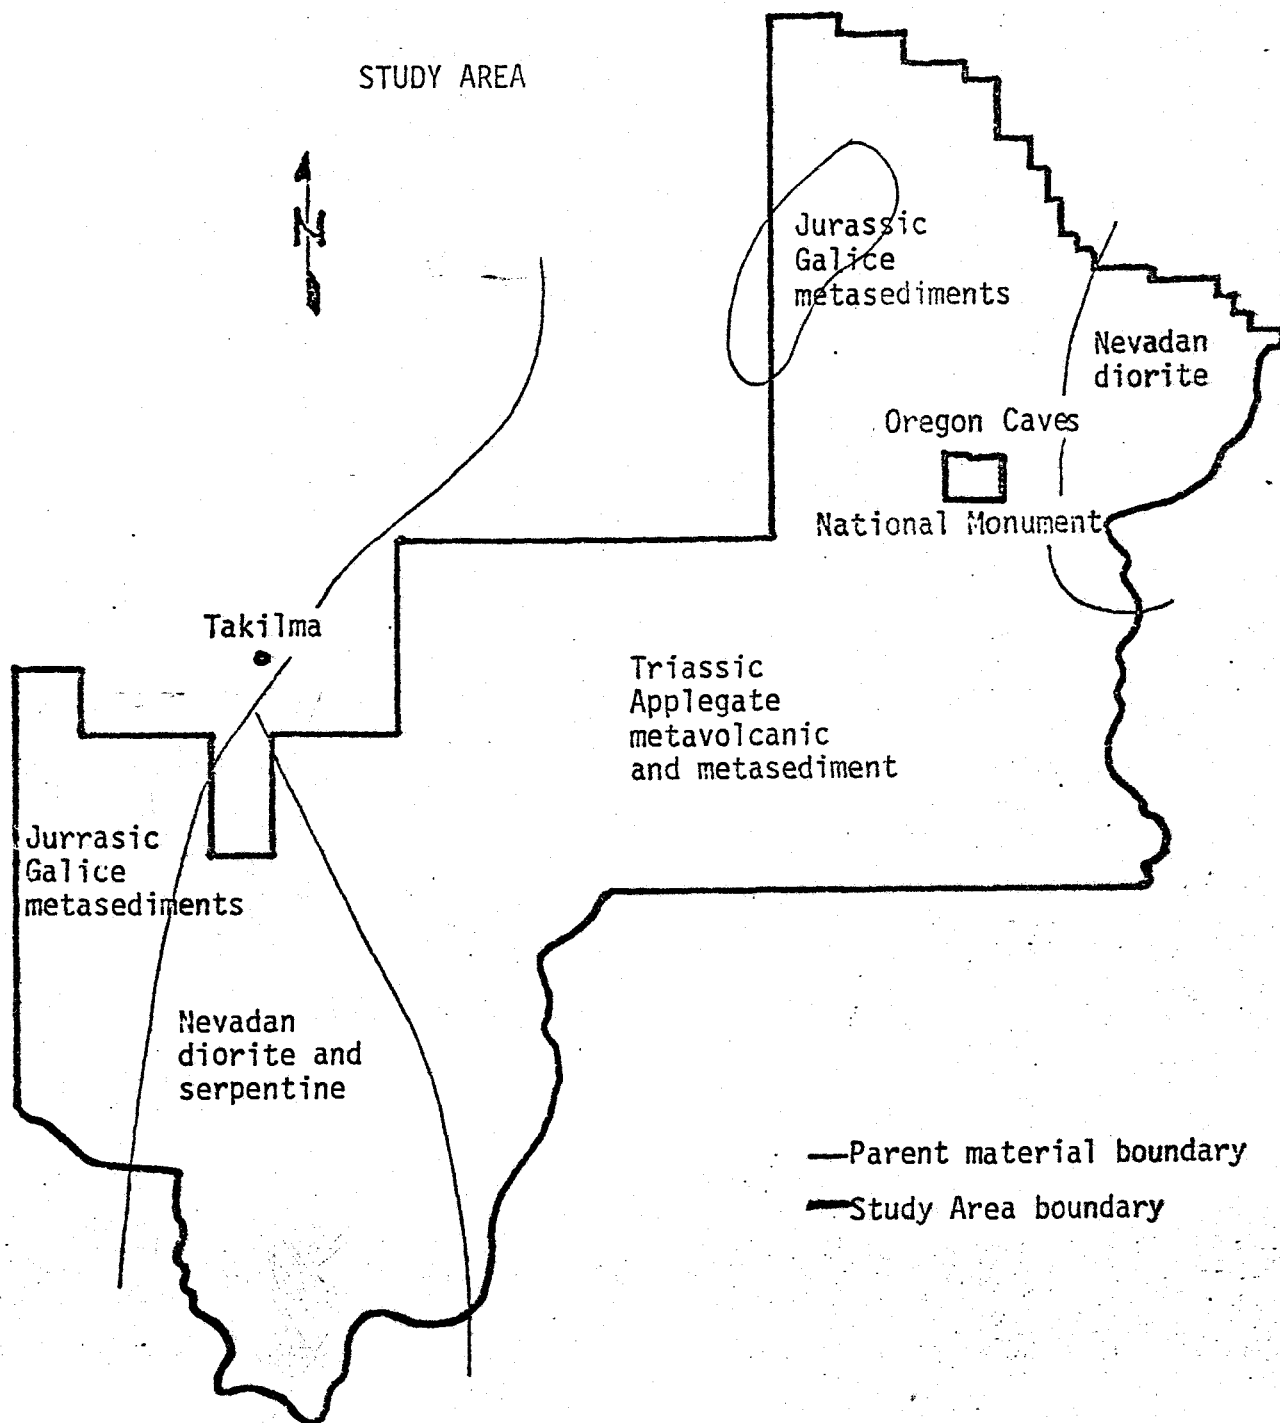 STUDY AREA
N
Jurassic
Galice
metasediments
Nevadan
diorite
Oregon Caves
National Monument
Takilma
Triassic
Applegate
metavolcanic
and metasediment
Jurrasic
Galice
metasediments
Nevadan
diorite and
serpentine
Parent material boundary
Study Area boundary